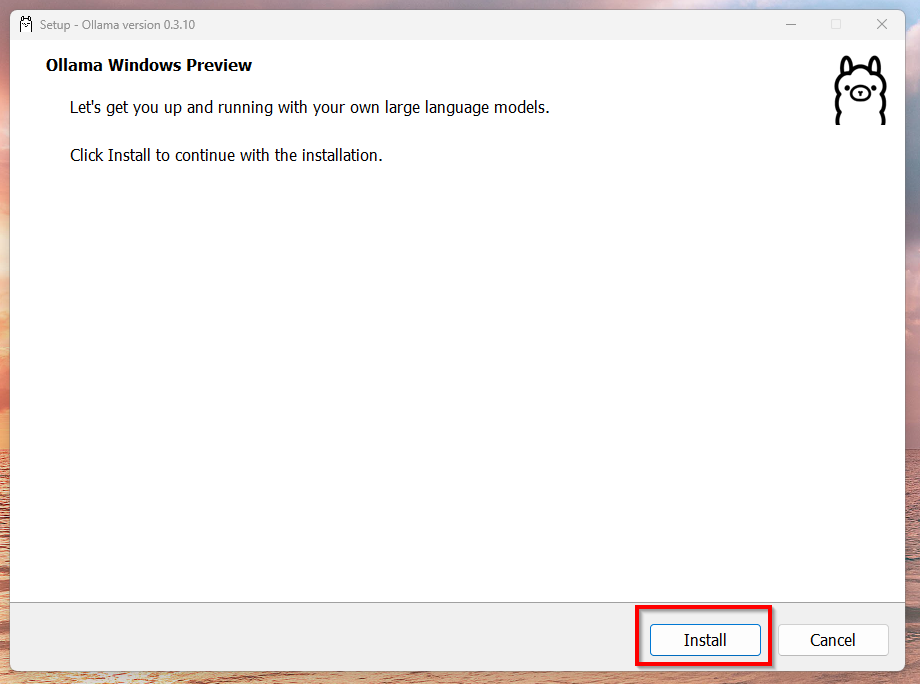 Setup - Ollama version 0.3.10
Ollama Windows Preview
Let's get you up and running with your own large language models.
Click Install to continue with the installation.
Install
Cancel